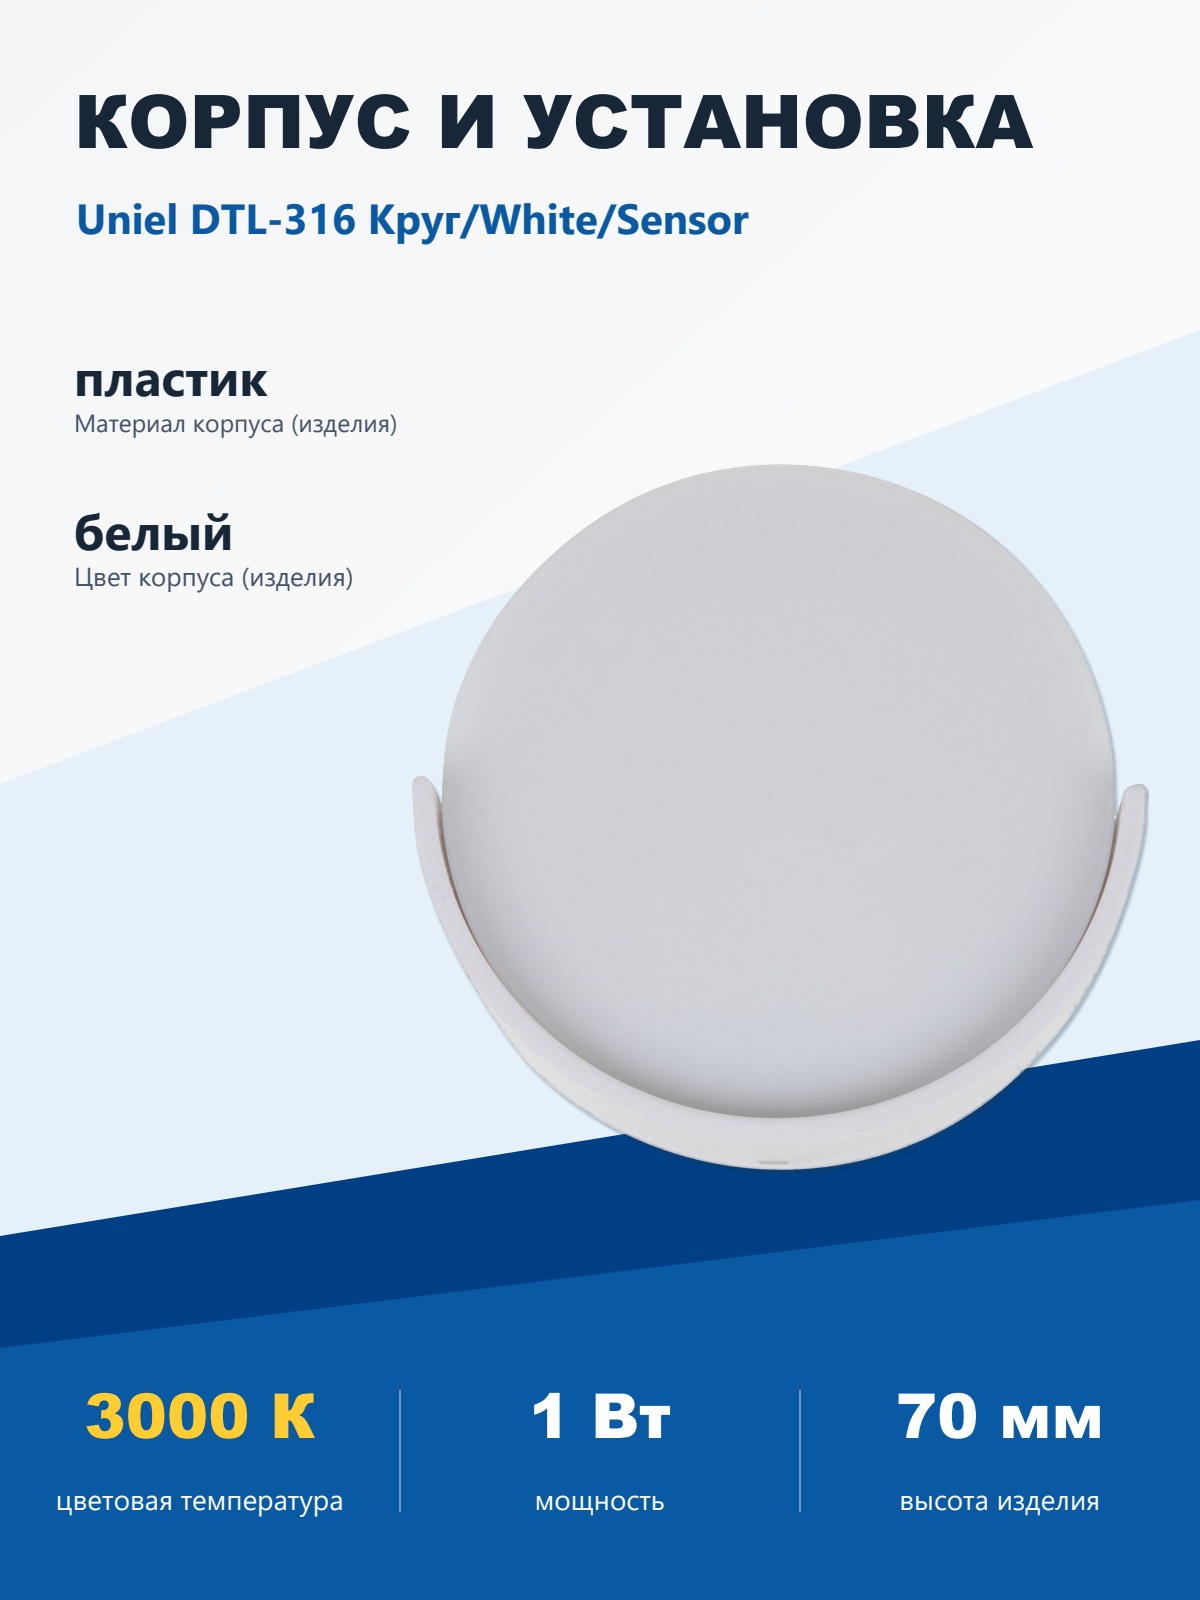 КОРПУС И УСТАНОВКА
Uniel DTL-316 Круг/White/Sensor
пластик
Материал корпуса (изделия)
белый
Цвет корпуса (изделия)
3000 К
цветовая температура
1 Вт
мощность
70 мм
высота изделия